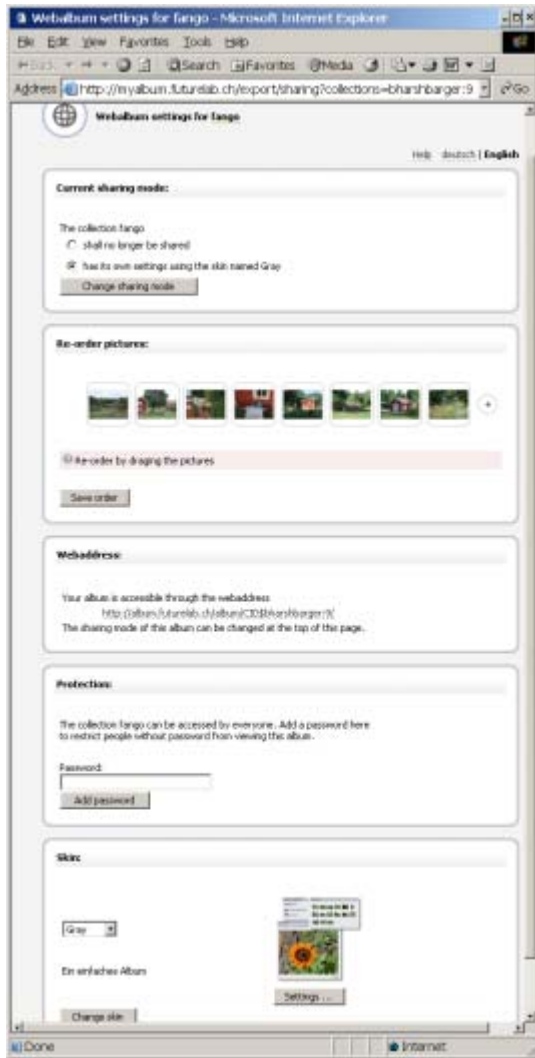 Webalbum settings for fango - Microsoft Internet Explorer
File Edit View Favorites Tools Help
Search Favorites Media
Address http://myalbum.futurelab.ch/export/sharing?collections=bharshbarger:9 Go
Webalbum settings for fango
Help deutsch | English
Current sharing mode:
The collection fango
shall no longer be shared
has its own settings using the skin named Gray
Change sharing mode
Re-order pictures:
Re-order by draging the pictures
Save order
Webaddress:
Your album is accessible through the webaddress
The sharing mode of this album can be changed at the top of this page.
Protection:
The collection fango can be accessed by everyone. Add a password here
to restrict people without password from viewing this album.
Password:
Add password
Skin:
Gray
Ein einfaches Album
Settings ...
Change skin
Done
Internet